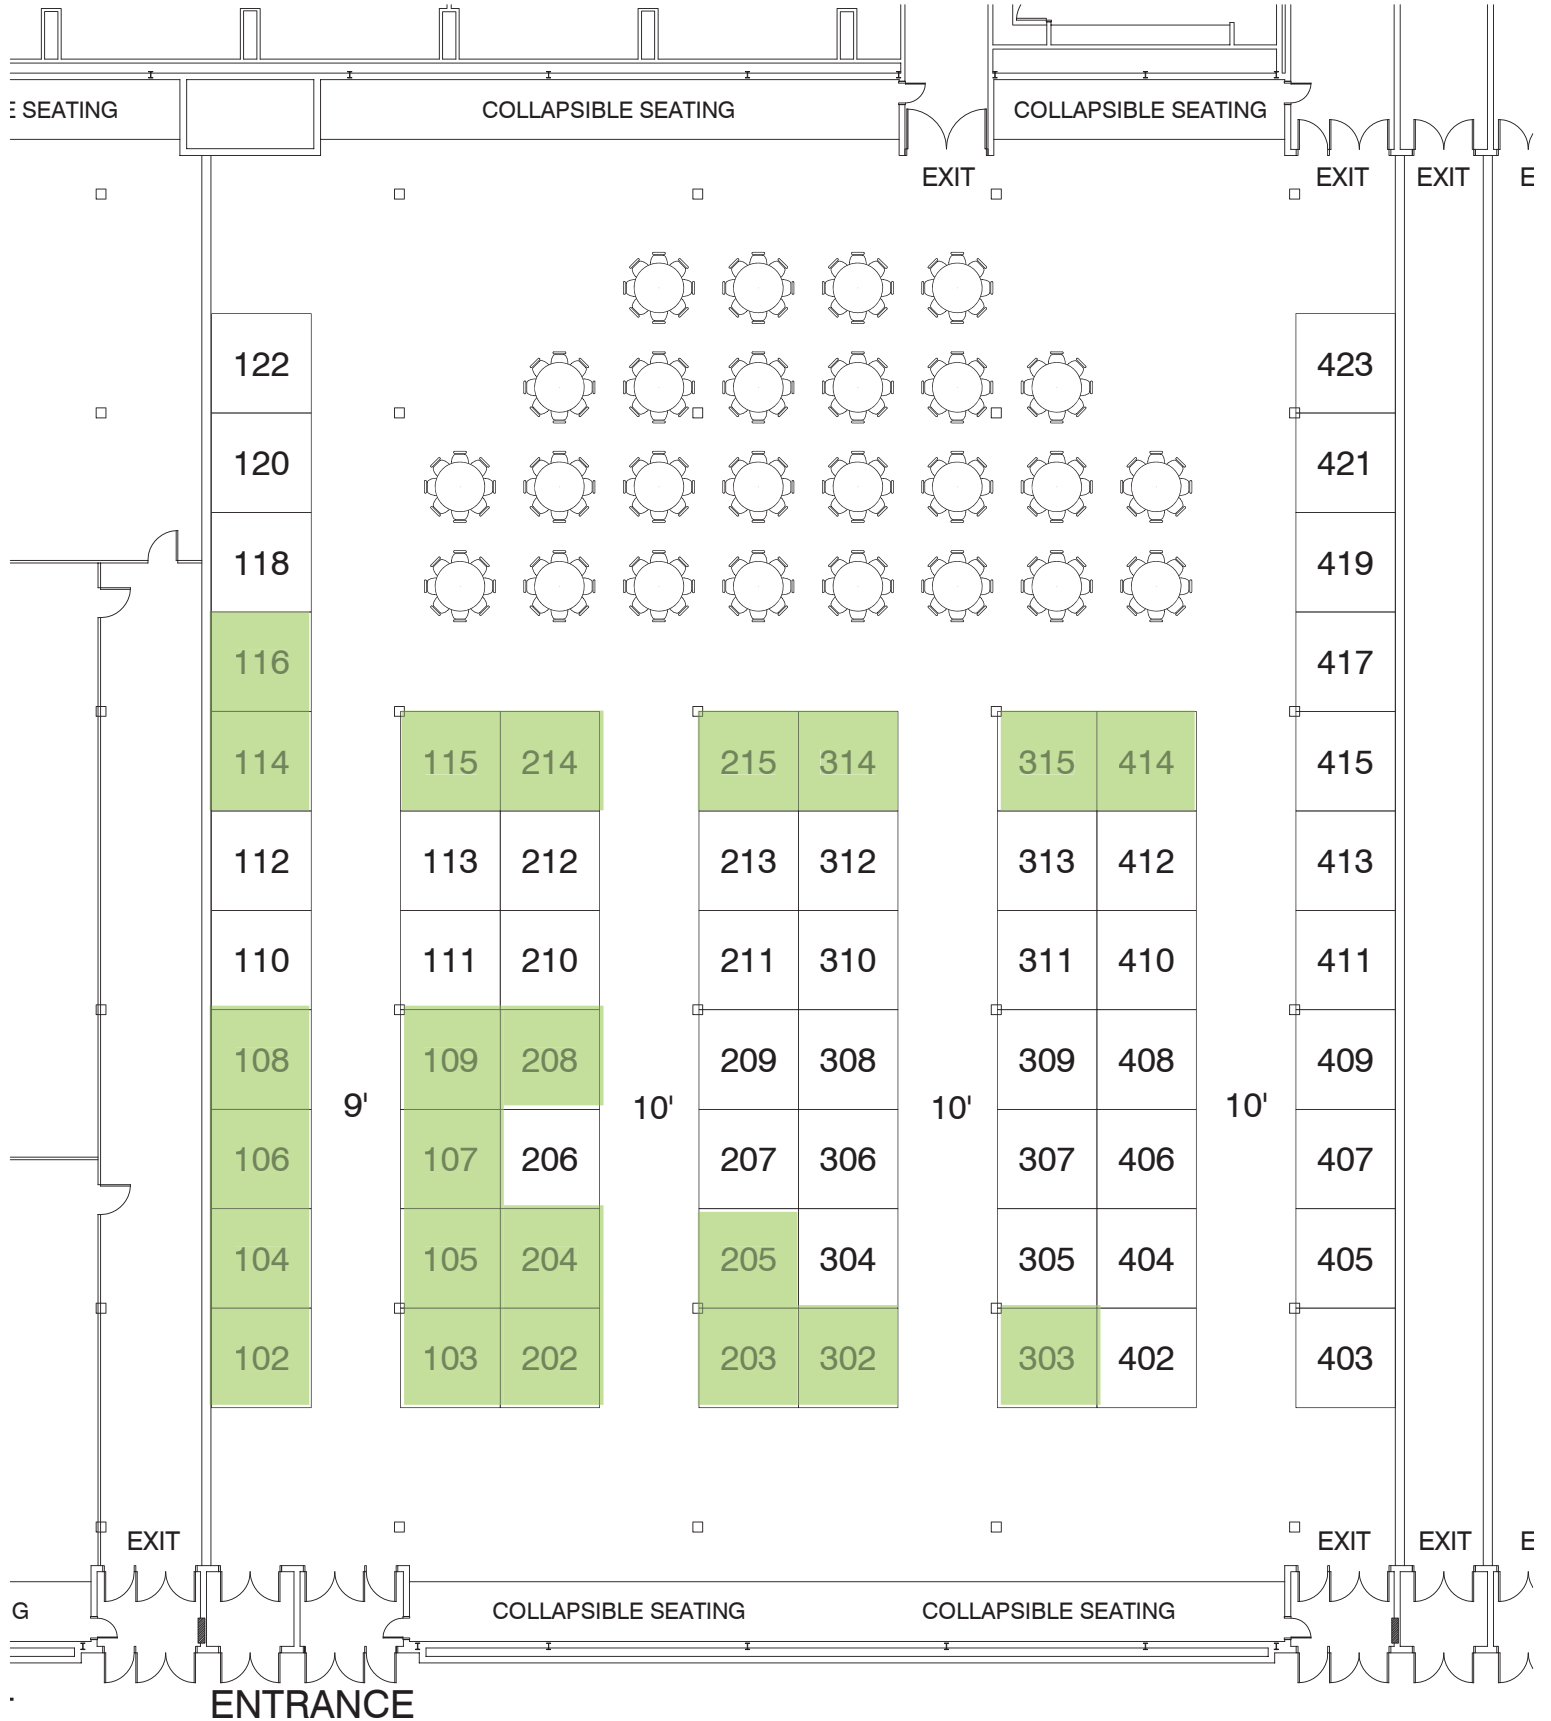 E SEATING COLLAPSIBLE SEATING COLLAPSIBLE SEATING
EXIT EXIT EXIT E
122 423
120 421
118 419
116 417
114 115 214 215 314 315 414 415
112 113 212 213 312 313 412 413
110 111 210 211 310 311 410 411
108 109 208 209 308 309 408 409
9' 10' 10' 10'
106 107 206 207 306 307 406 407
104 105 204 205 304 305 404 405
102 103 202 203 302 303 402 403
EXIT EXIT EXIT E
G COLLAPSIBLE SEATING COLLAPSIBLE SEATING
ENTRANCE